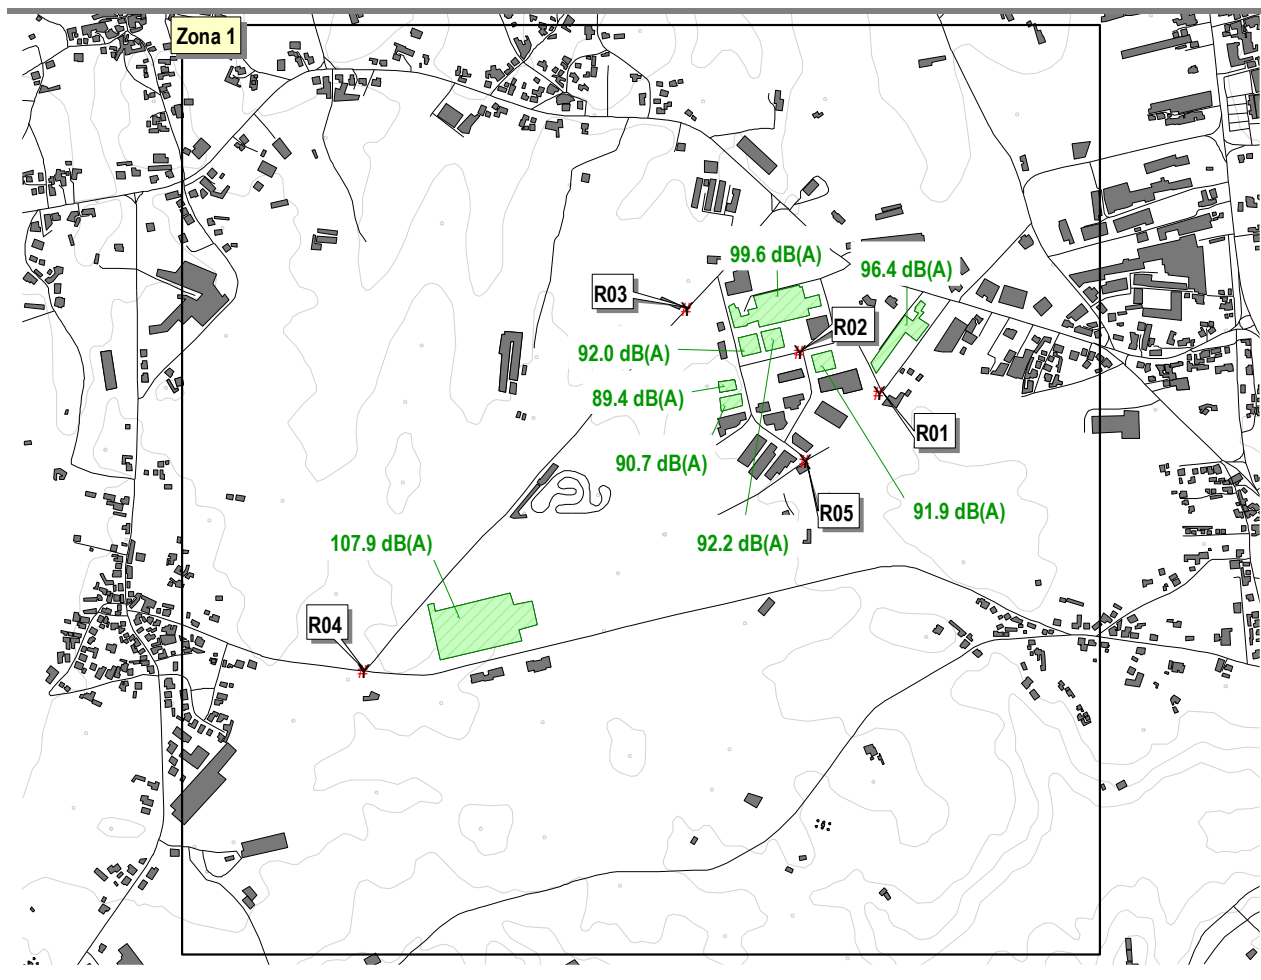 Zona 1
99.6 dB(A)
96.4 dB(A)
R03
R02
92.0 dB(A)
89.4 dB(A)
R01
90.7 dB(A)
R05
91.9 dB(A)
107.9 dB(A)
92.2 dB(A)
R04